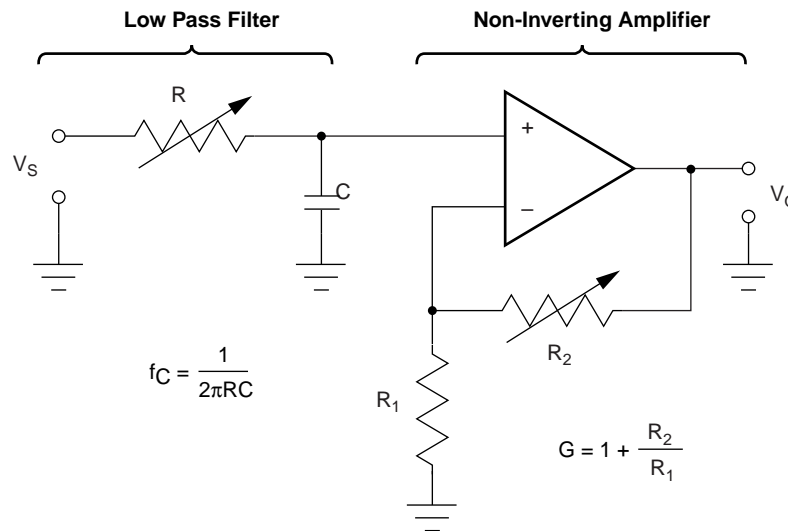 Low Pass Filter
Non-Inverting Amplifier
R
V_S
C
+
–
R_2
R_1
f_C = 1 / 2πRC
G = 1 + R_2 / R_1